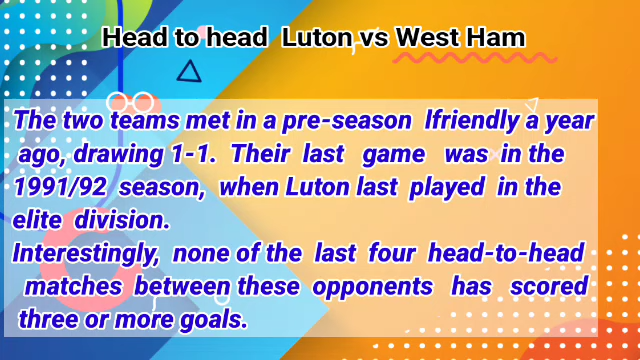 Head to head Luton vs West Ham
The two teams met in a pre-season lfriendly a year
ago, drawing 1-1. Their last game was in the
1991/92 season, when Luton last played in the
elite division.
Interestingly, none of the last four head-to-head
matches between these opponents has scored
three or more goals.